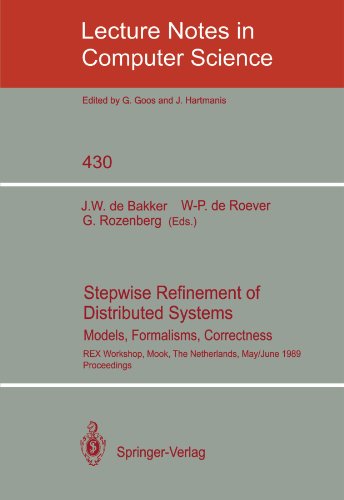 Lecture Notes in
Computer Science
Edited by G. Goos and J. Hartmanis
430
J.W. de Bakker W-P. de Roever
G. Rozenberg (Eds.)
Stepwise Refinement of
Distributed Systems
Models, Formalisms, Correctness
REX Workshop, Mook, The Netherlands, May/June 1989
Proceedings
Springer-Verlag